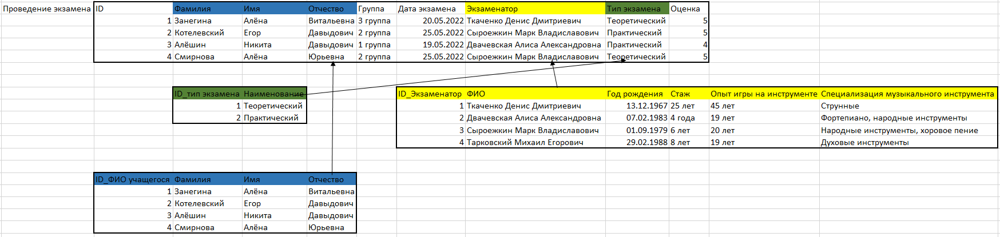 Проведение экзамена ID Фамилия Имя Отчество Группа Дата экзамена Экзаменатор Тип экзамена Оценка
1 Занегина Алёна Витальевна 3 группа 20.05.2022 Ткаченко Денис Дмитриевич Теоретический 5
2 Котелевский Егор Давыдович 2 группа 25.05.2022 Сыроежкин Марк Владиславович Практический 5
3 Алёшин Никита Давыдович 1 группа 19.05.2022 Двачевская Алиса Александровна Практический 4
4 Смирнова Алёна Юрьевна 2 группа 25.05.2022 Сыроежкин Марк Владиславович Теоретический 5
ID_тип экзамена Наименование
1 Теоретический
2 Практический
ID_Экзаменатор ФИО Год рождения Стаж Опыт игры на инструменте Специализация музыкального инструмента
1 Ткаченко Денис Дмитриевич 13.12.1967 25 лет 45 лет Струнные
2 Двачевская Алиса Александровна 07.02.1983 4 года 19 лет Фортепиано, народные инструменты
3 Сыроежкин Марк Владиславович 01.09.1979 6 лет 20 лет Народные инструменты, хоровое пение
4 Тарковский Михаил Егорович 29.02.1988 8 лет 19 лет Духовые инструменты
ID_ФИО учащегося Фамилия Имя Отчество
1 Занегина Алёна Витальевна
2 Котелевский Егор Давыдович
3 Алёшин Никита Давыдович
4 Смирнова Алёна Юрьевна